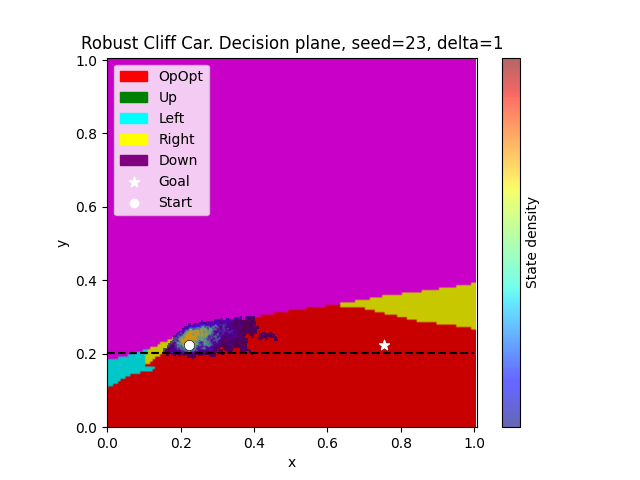 Robust Cliff Car. Decision plane, seed=23, delta=1
OpOpt
Up
Left
Right
Down
Goal
Start
1.0
0.8
0.6
0.4
0.2
0.0
y
0.0 0.2 0.4 0.6 0.8 1.0
x
State density